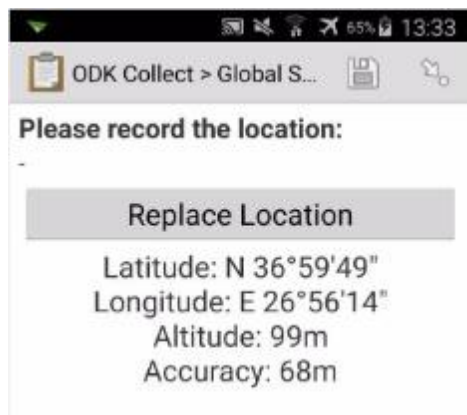 65% 13:33
ODK Collect > Global S...
Please record the location:
-
Replace Location
Latitude: N 36°59'49"
Longitude: E 26°56'14"
Altitude: 99m
Accuracy: 68m